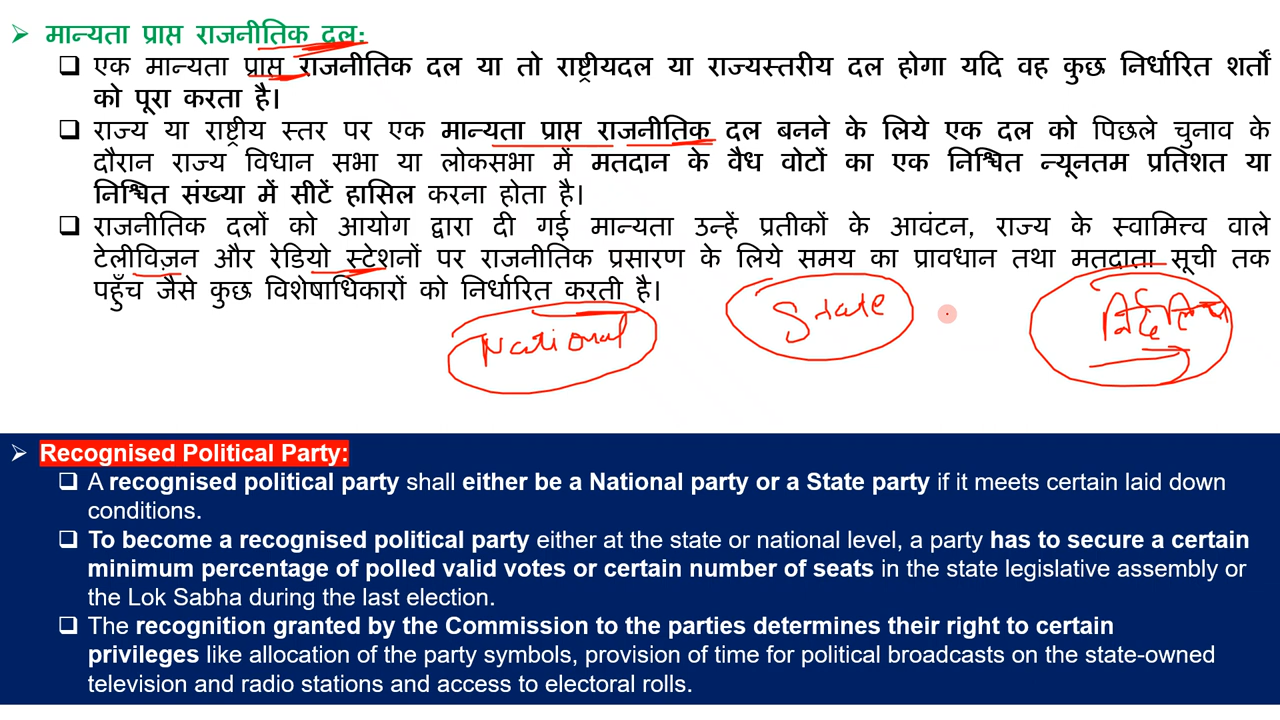 ➢ मान्यता प्राप्त राजनीतिक दल:
❑ एक मान्यता प्राप्त राजनीतिक दल या तो राष्ट्रीयदल या राज्यस्तरीय दल होगा यदि वह कुछ निर्धारित शर्तों
को पूरा करता है।
❑ राज्य या राष्ट्रीय स्तर पर एक मान्यता प्राप्त राजनीतिक दल बनने के लिये एक दल को पिछले चुनाव के
दौरान राज्य विधान सभा या लोकसभा में मतदान के वैध वोटों का एक निश्चित न्यूनतम प्रतिशत या
निश्चित संख्या में सीटें हासिल करना होता है।
❑ राजनीतिक दलों को आयोग द्वारा दी गई मान्यता उन्हें प्रतीकों के आवंटन, राज्य के स्वामित्त्व वाले
टेलीविज़न और रेडियो स्टेशनों पर राजनीतिक प्रसारण के लिये समय का प्रावधान तथा मतदाता सूची तक
पहुँच जैसे कुछ विशेषाधिकारों को निर्धारित करती है।
National State
➢ Recognised Political Party:
❑ A recognised political party shall either be a National party or a State party if it meets certain laid down
conditions.
❑ To become a recognised political party either at the state or national level, a party has to secure a certain
minimum percentage of polled valid votes or certain number of seats in the state legislative assembly or
the Lok Sabha during the last election.
❑ The recognition granted by the Commission to the parties determines their right to certain
privileges like allocation of the party symbols, provision of time for political broadcasts on the state-owned
television and radio stations and access to electoral rolls.